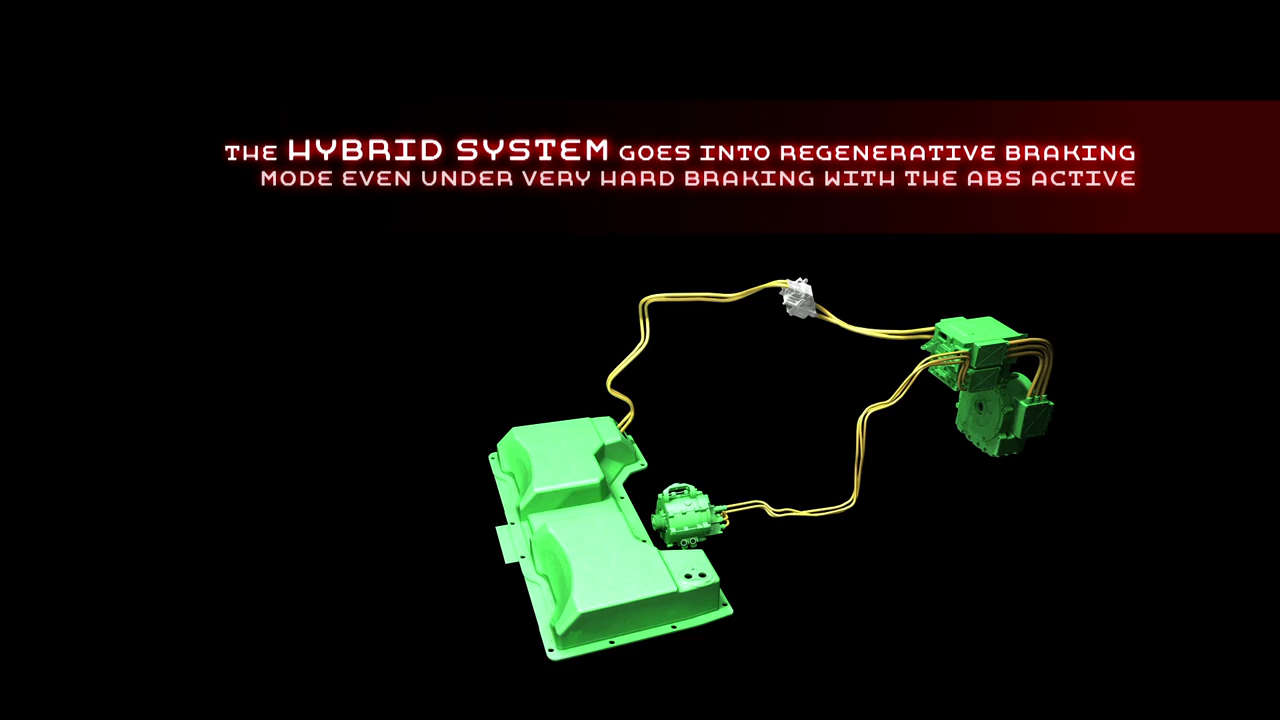 THE HYBRID SYSTEM GOES INTO REGENERATIVE BRAKING
MODE EVEN UNDER VERY HARD BRAKING WITH THE ABS ACTIVE